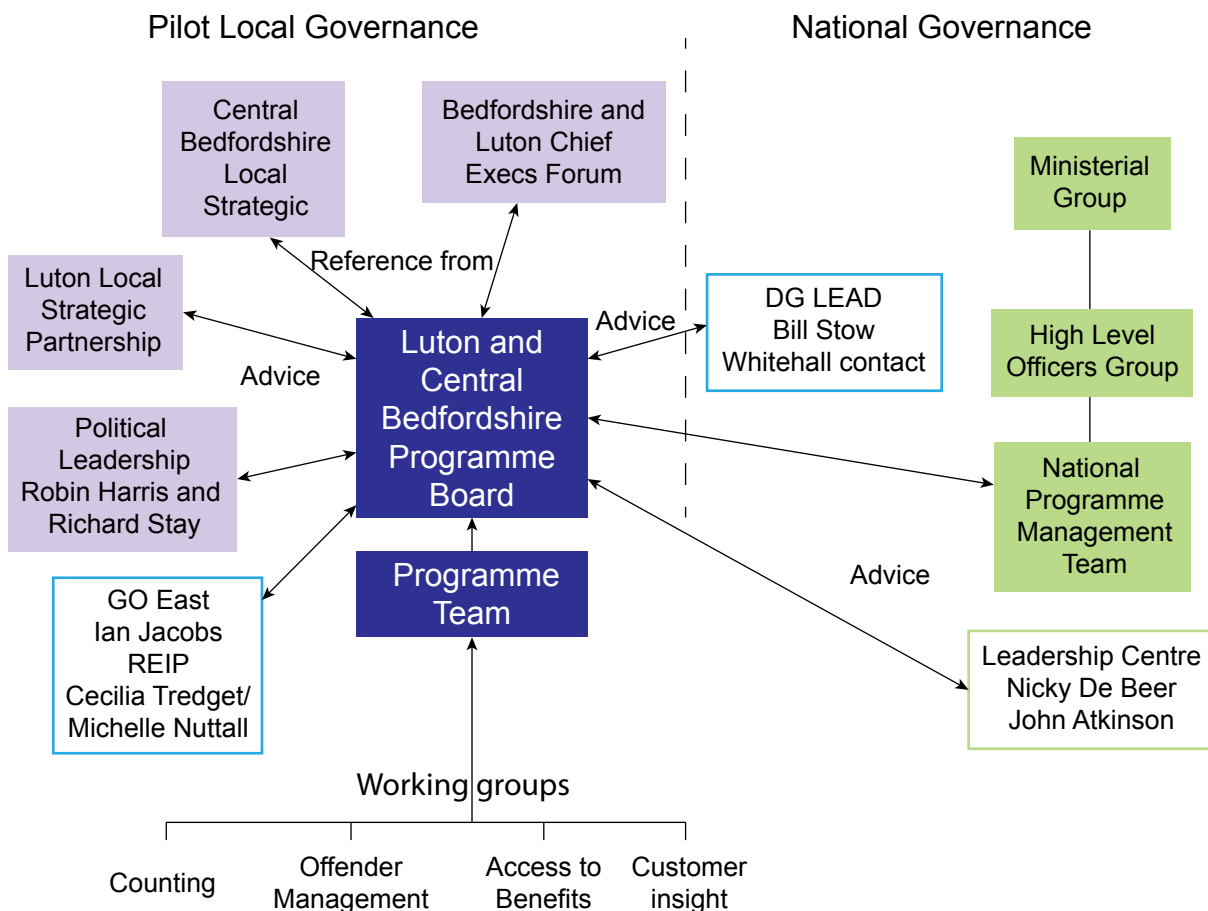 Pilot Local Governance
National Governance
Central
Bedfordshire
Local
Strategic
Bedfordshire and
Luton Chief
Execs Forum
Ministerial
Group
Reference from
Luton Local
Strategic
Partnership
Advice
DG LEAD
Bill Stow
Whitehall contact
High Level
Officers Group
Advice
Luton and
Central
Bedfordshire
Programme
Board
Political
Leadership
Robin Harris and
Richard Stay
National
Programme
Management
Team
Programme
Team
Advice
GO East
Ian Jacobs
REIP
Cecilia Tredget/
Michelle Nuttall
Leadership Centre
Nicky De Beer
John Atkinson
Working groups
Counting
Offender
Management
Access to
Benefits
Customer
insight